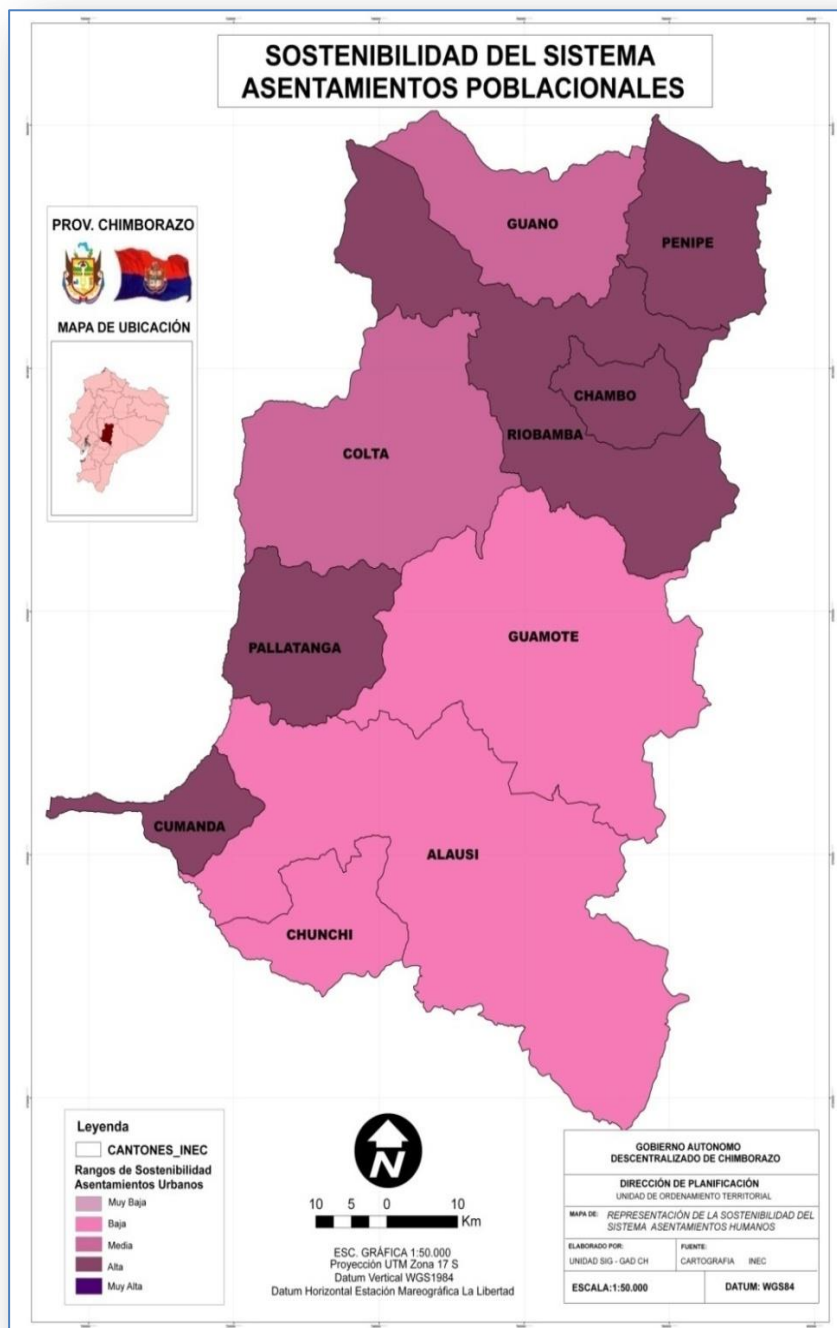 SOSTENIBILIDAD DEL SISTEMA
ASENTAMIENTOS POBLACIONALES
PROV. CHIMBORAZO
MAPA DE UBICACIÓN
GUANO
PENIPE
CHAMBO
RIOBAMBA
COLTA
PALLATANGA
GUAMOTE
CUMANDA
ALAUSI
CHUNCHI
Leyenda
CANTONES_INEC
Rangos de Sostenibilidad
Asentamientos Urbanos
Muy Baja
Baja
Media
Alta
Muy Alta
N
10 5 0 10
Km
ESC. GRÁFICA 1:50.000
Proyección UTM Zona 17 S
Datum Vertical WGS1984
Datum Horizontal Estación Mareográfica La Libertad
GOBIERNO AUTONOMO
DESCENTRALIZADO DE CHIMBORAZO
DIRECCIÓN DE PLANIFICACIÓN
UNIDAD DE ORDENAMIENTO TERRITORIAL
MAPA DE: REPRESENTACIÓN DE LA SOSTENIBILIDAD DEL
SISTEMA ASENTAMIENTOS HUMANOS
ELABORADO POR:
UNIDAD SIG - GAD CH
FUENTE:
CARTOGRAFIA INEC
ESCALA:1:50.000
DATUM: WGS84